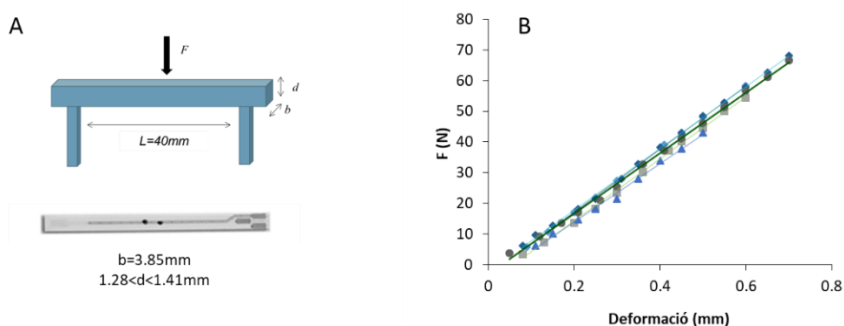 A
F
d
b
L=40mm
b=3.85mm
1.28<d<1.41mm
B
F (N)
80
70
60
50
40
30
20
10
0
0 0.2 0.4 0.6 0.8
Deformació (mm)